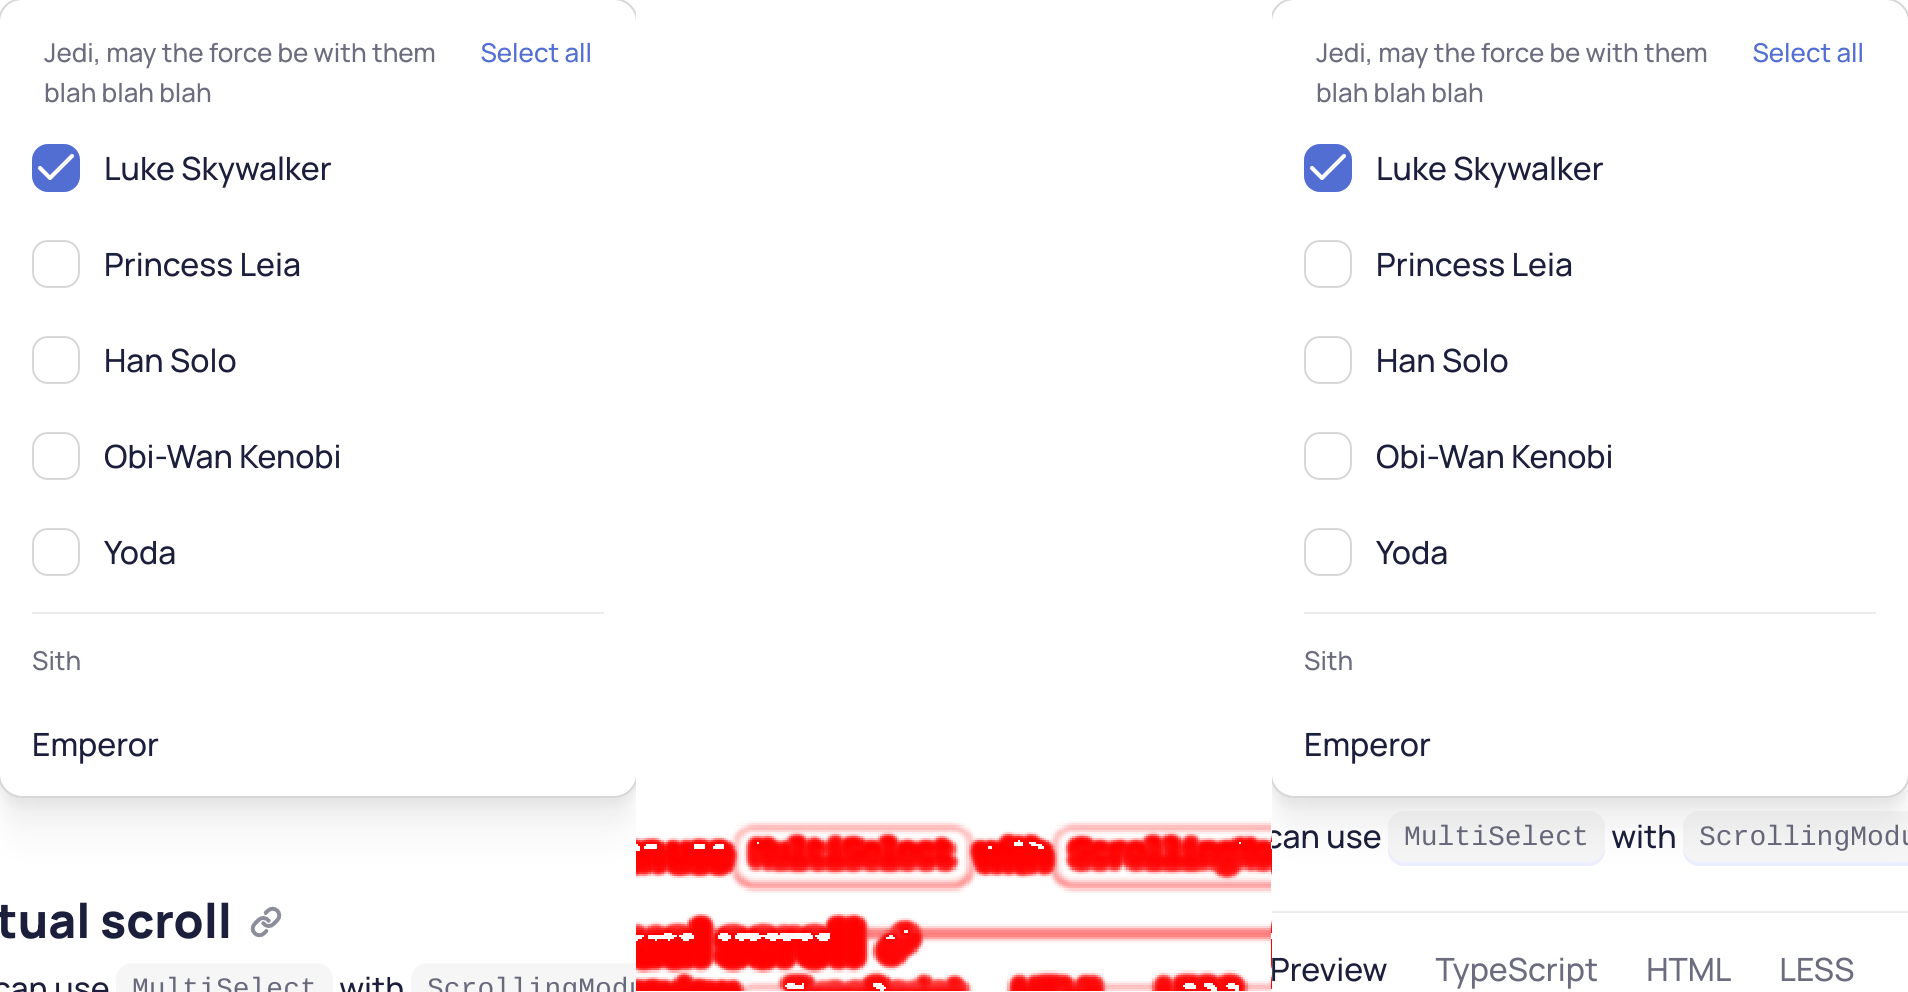 Jedi, may the force be with them Select all
blah blah blah
Luke Skywalker
Princess Leia
Han Solo
Obi-Wan Kenobi
Yoda
Sith
Emperor
tual scroll
can use MultiSelect with ScrollingModu
Jedi, may the force be with them Select all
blah blah blah
Luke Skywalker
Princess Leia
Han Solo
Obi-Wan Kenobi
Yoda
Sith
Emperor
can use MultiSelect with ScrollingModu
Preview TypeScript HTML LESS
MultiSelect with